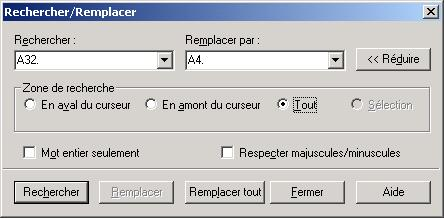 Rechercher/Remplacer
Rechercher : Remplacer par :
A32. A4. << Réduire
Zone de recherche
En aval du curseur En amont du curseur Tout Sélection
Mot entier seulement Respecter majuscules/minuscules
Rechercher Remplacer Remplacer tout Fermer Aide